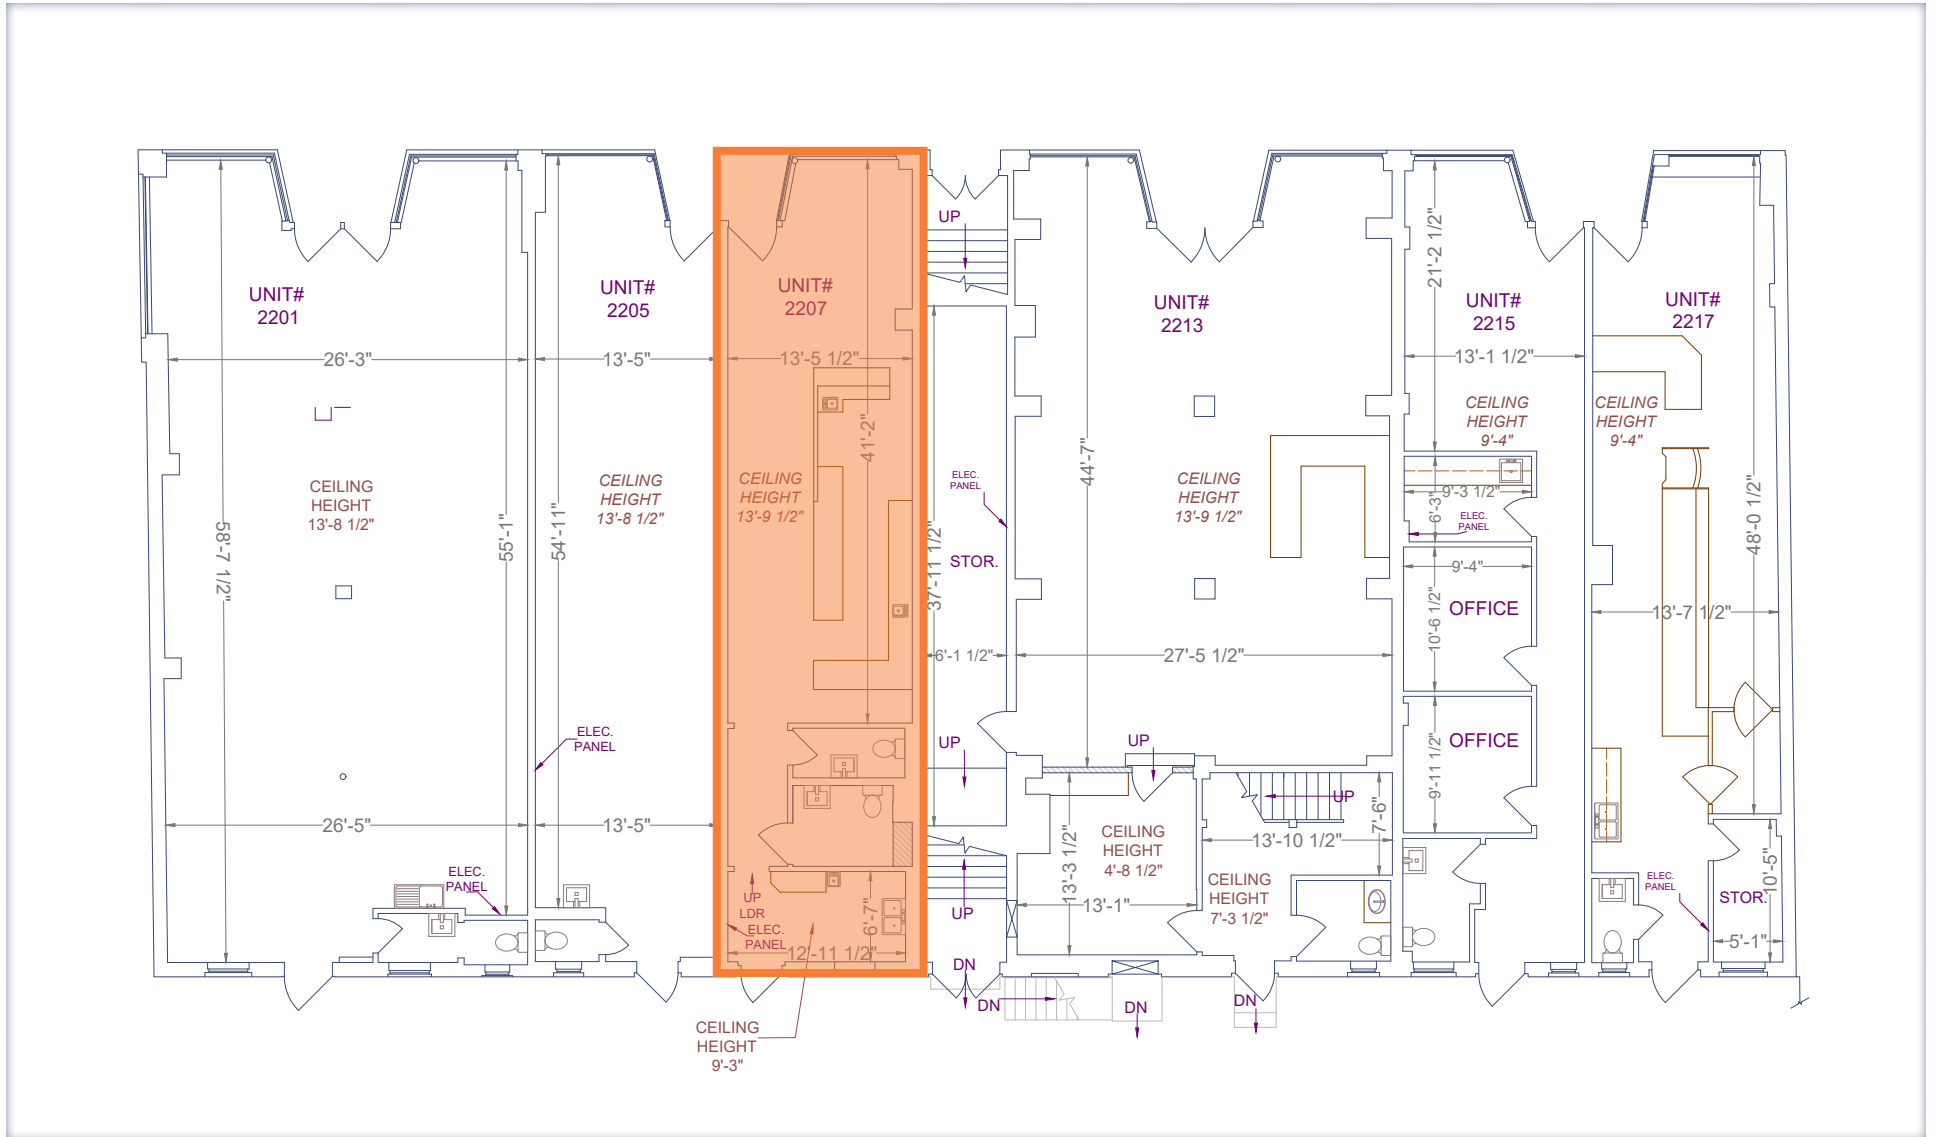 UP
UNIT#
2201
UNIT#
2205
UNIT#
2207
UNIT#
2213
UNIT#
2215
UNIT#
2217
58'-7 1/2"
55'-1"
54'-11"
41'-2"
37'-11 1/2"
44'-7"
21'-2 1/2"
48'-0 1/2"
26'-3"
13'-5"
13'-5 1/2"
13'-1 1/2"
CEILING
HEIGHT
13'-8 1/2"
CEILING
HEIGHT
13'-8 1/2"
CEILING
HEIGHT
13'-9 1/2"
CEILING
HEIGHT
13'-9 1/2"
CEILING
HEIGHT
9'-4"
CEILING
HEIGHT
9'-4"
ELEC.
PANEL
STOR.
6'-1 1/2"
27'-5 1/2"
9'-3 1/2"
6'-3"
ELEC.
PANEL
9'-4"
10'-6 1/2"
OFFICE
13'-7 1/2"
OFFICE
9'-11 1/2"
ELEC.
PANEL
UP
UP
26'-5"
13'-5"
UP
CEILING
HEIGHT
4'-8 1/2"
13'-3 1/2"
13'-1"
13'-10 1/2"
7'-6"
CEILING
HEIGHT
7'-3 1/2"
ELEC.
PANEL
UP
LDR
ELEC.
PANEL
6'-7"
12'-11 1/2"
UP
ELEC.
PANEL
STOR.
10'-5"
5'-1"
DN
DN
DN
DN
CEILING
HEIGHT
9'-3"